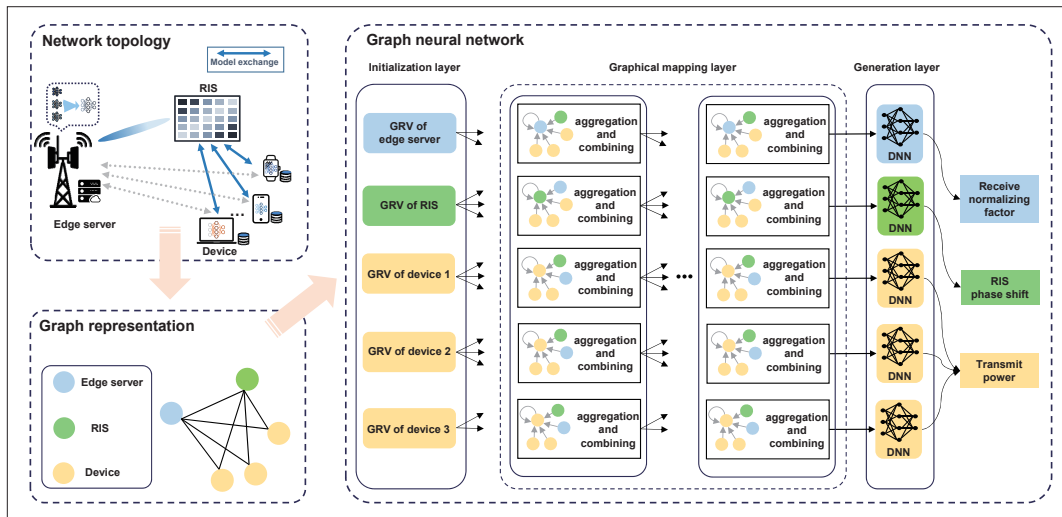 Network topology
Model exchange
RIS
...
Edge server
Device
Graph representation
Edge server
RIS
Device
Graph neural network
Initialization layer
Graphical mapping layer
Generation layer
GRV of
edge server
aggregation
and
combining
aggregation
and
combining
DNN
GRV of RIS
aggregation
and
combining
aggregation
and
combining
DNN
GRV of device 1
aggregation
and
combining
...
aggregation
and
combining
DNN
GRV of device 2
aggregation
and
combining
aggregation
and
combining
DNN
GRV of device 3
aggregation
and
combining
aggregation
and
combining
DNN
Receive
normalizing
factor
RIS
phase shift
Transmit
power